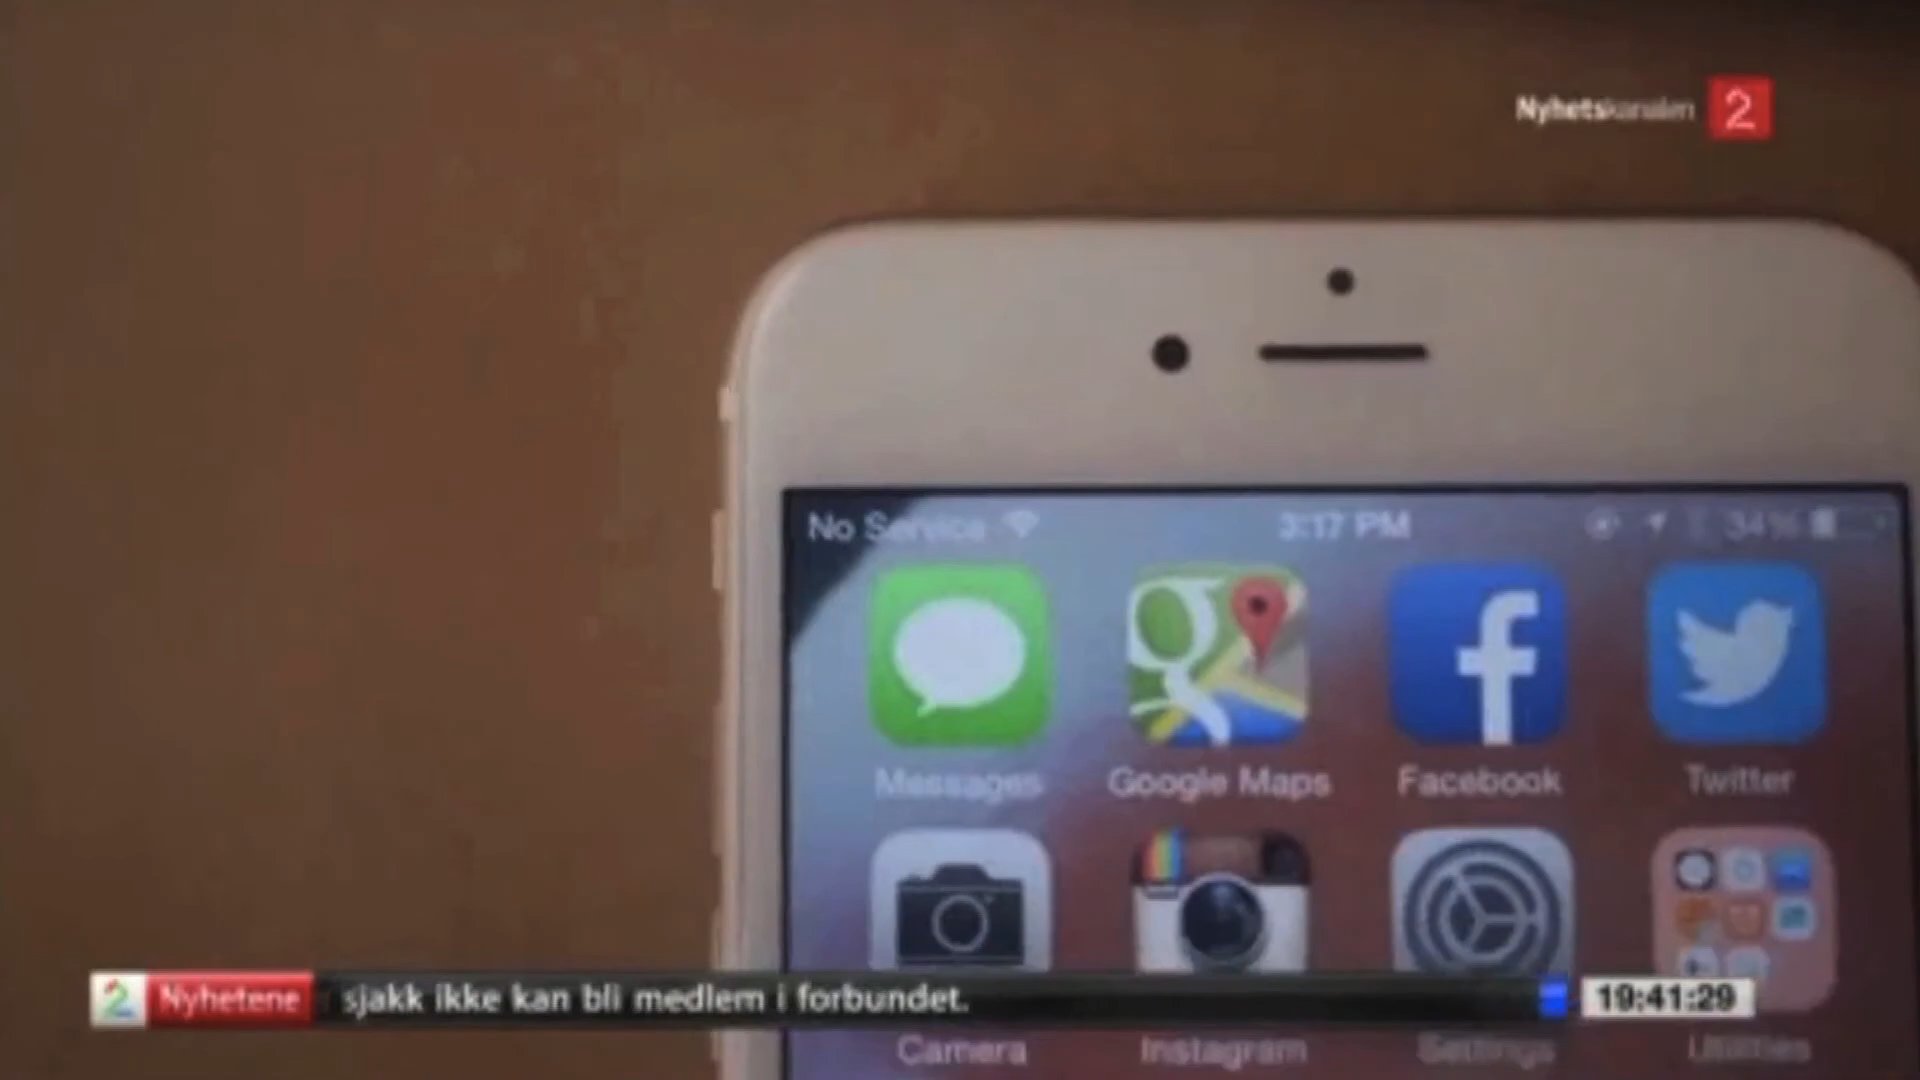 Nyhetskanalen 2
No Service 3:17 PM 34%
Messages Google Maps Facebook Twitter
2 Nyhetene sjakk ikke kan bli medlem i forbundet. 19:41:29
Camera Instagram Settings Utilities